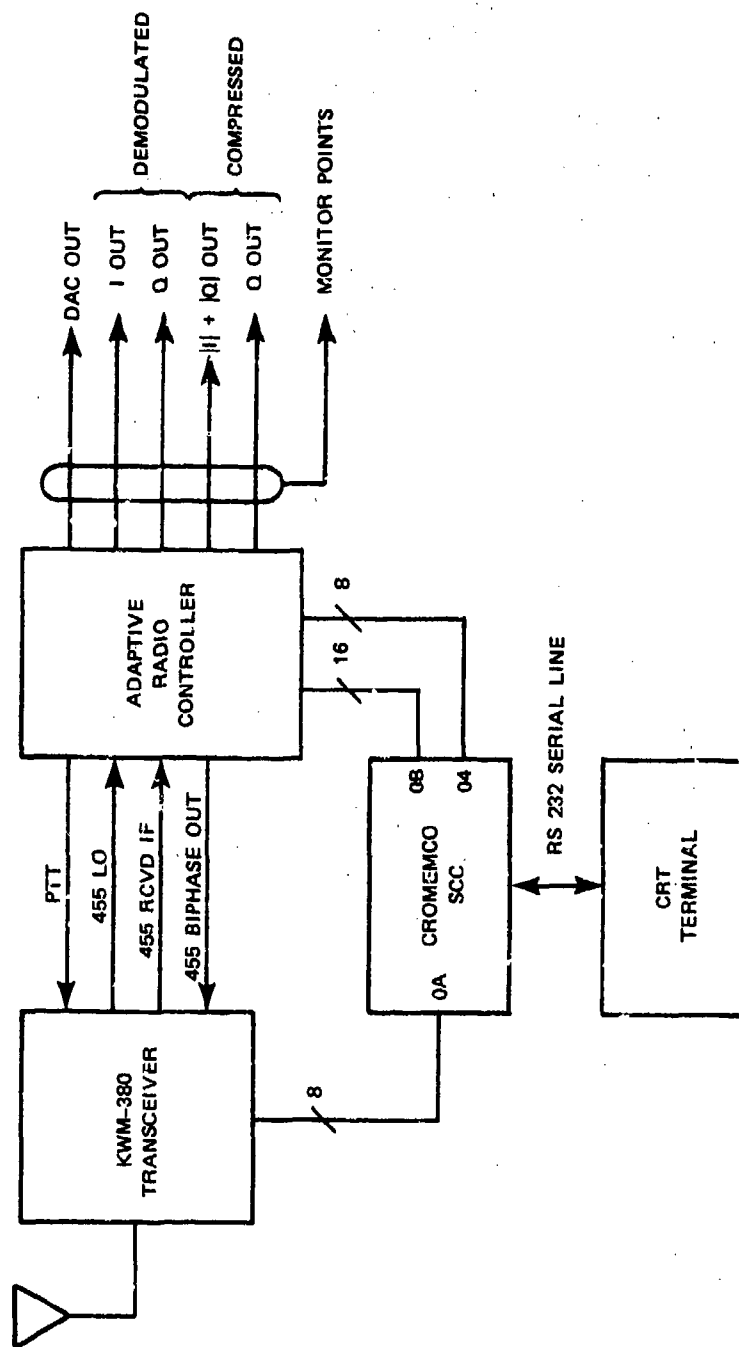 KWM-380
TRANSCEIVER
8
PTT
455 LO
455 RCVD IF
455 BIPHASE OUT
ADAPTIVE
RADIO
CONTROLLER
16
8
DAC OUT
I OUT
Q OUT
|I| + |Q| OUT
Q OUT
DEMODULATED
COMPRESSED
MONITOR POINTS
0A
CROMEMCO
SCC
0B
04
RS 232 SERIAL LINE
CRT
TERMINAL